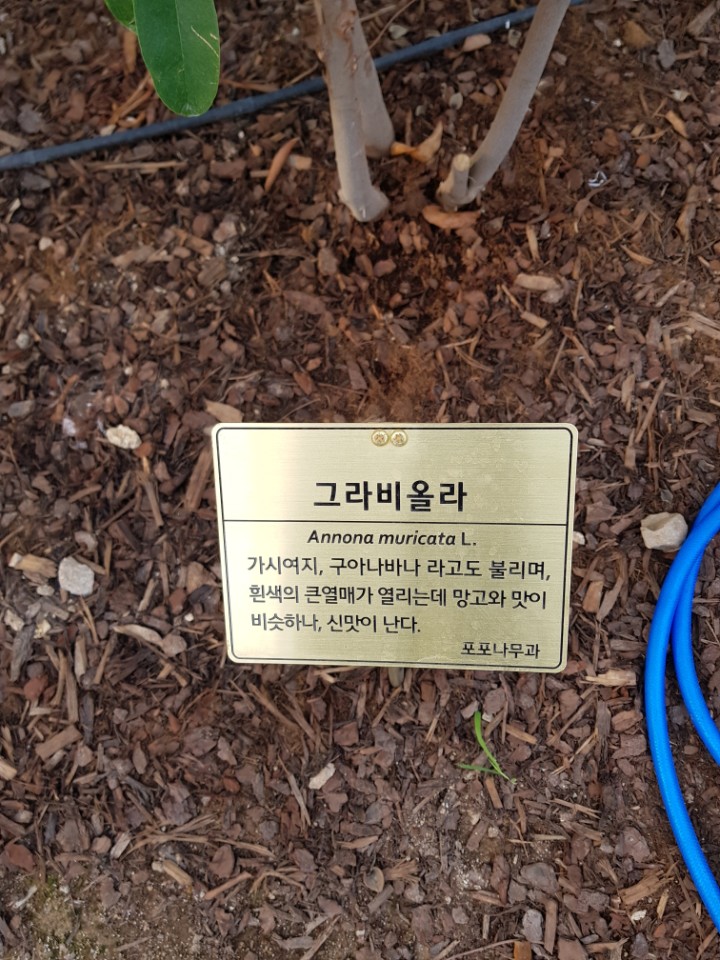 그라비올라
Annona muricata L.
가시여지, 구아나바나 라고도 불리며,
흰색의 큰열매가 열리는데 망고와 맛이
비슷하나, 신맛이 난다.
포포나무과